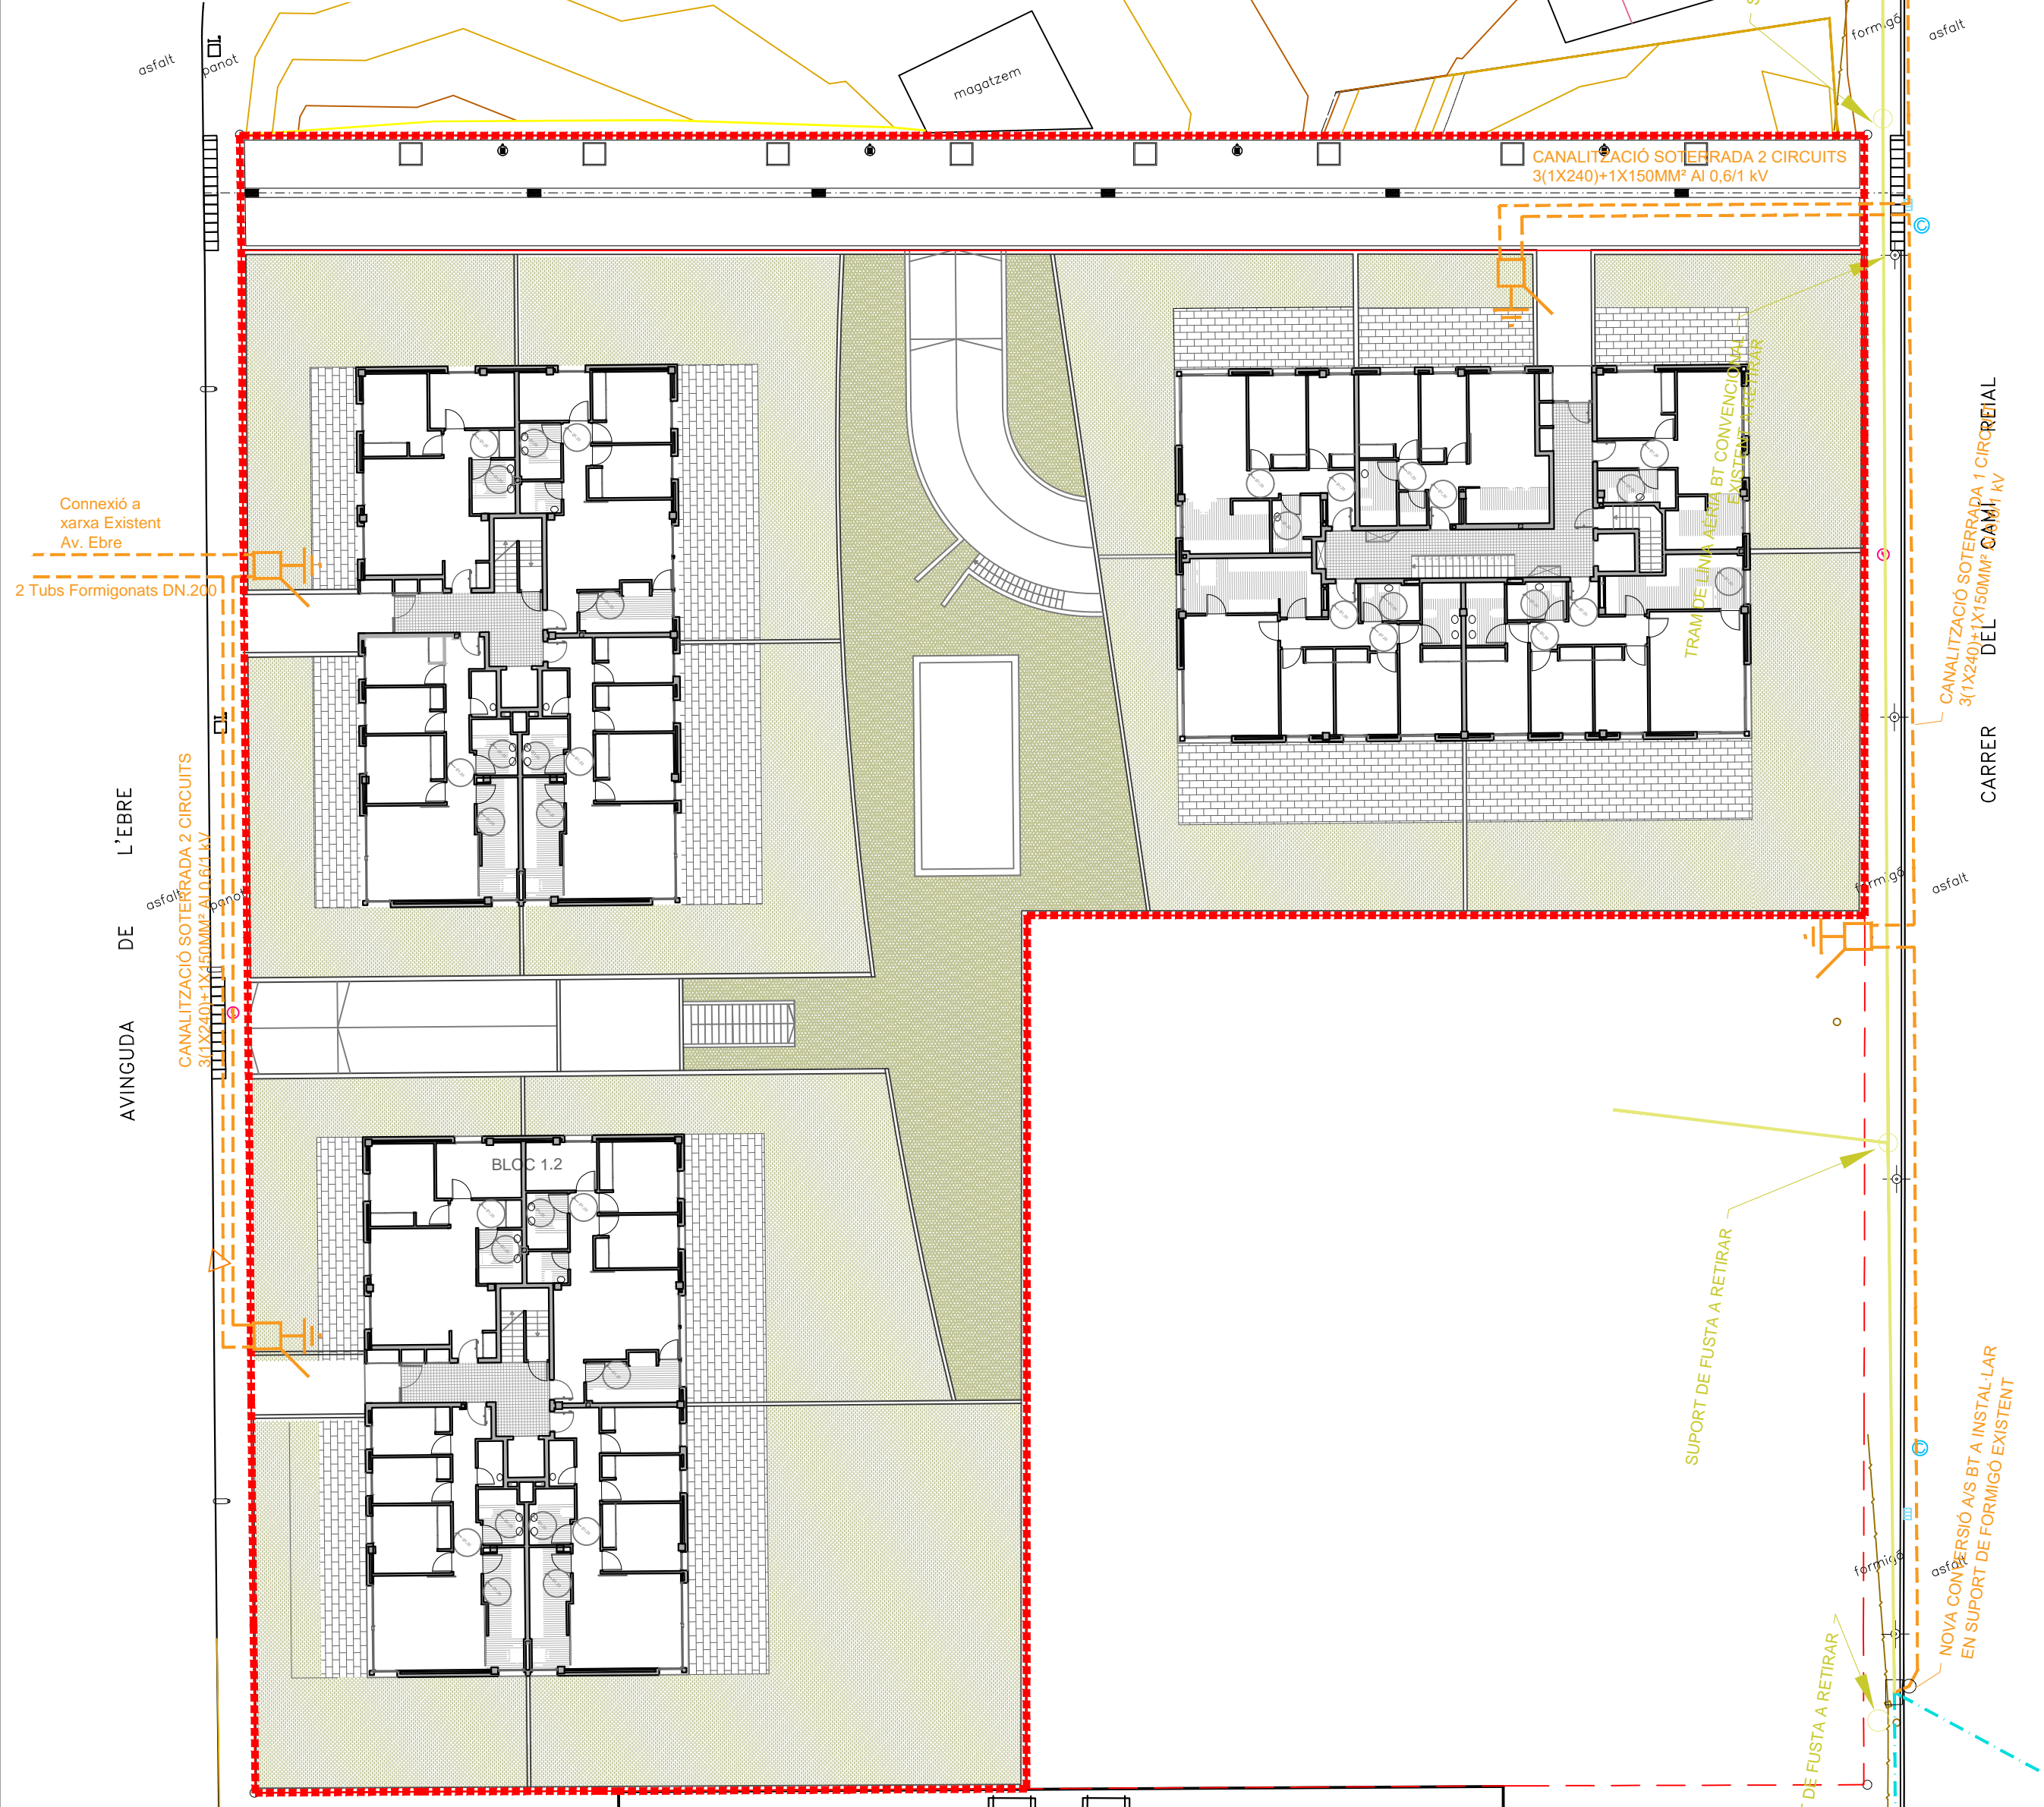 asfalt
panot
magatzem
formigó
asfalt
CANALITZACIÓ SOTERRADA 2 CIRCUITS
3(1X240)+1X150MM² Al 0,6/1 kV
Connexió a
xarxa Existent
Av. Ebre
2 Tubs Formigonats DN.200
TRAM DE LINIA AÈRIA BT CONVENCIONAL
EXISTENT A RETIRAR
CARRER DEL CAMÍ REIAL
CANALITZACIÓ SOTERRADA 1 CIRCUIT
3(1X240)+1X150MM² Al 0,6/1 kV
AVINGUDA DE L'EBRE
asfalt
panot
CANALITZACIÓ SOTERRADA 2 CIRCUITS
3(1X240)+1X150MM² Al 0,6/1 kV
formigó
asfalt
BLOC 1.2
SUPORT DE FUSTA A RETIRAR
NOVA CONVERSIÓ A/S BT A INSTAL·LAR
EN SUPORT DE FORMIGÓ EXISTENT
formigó
asfalt
DE FUSTA A RETIRAR